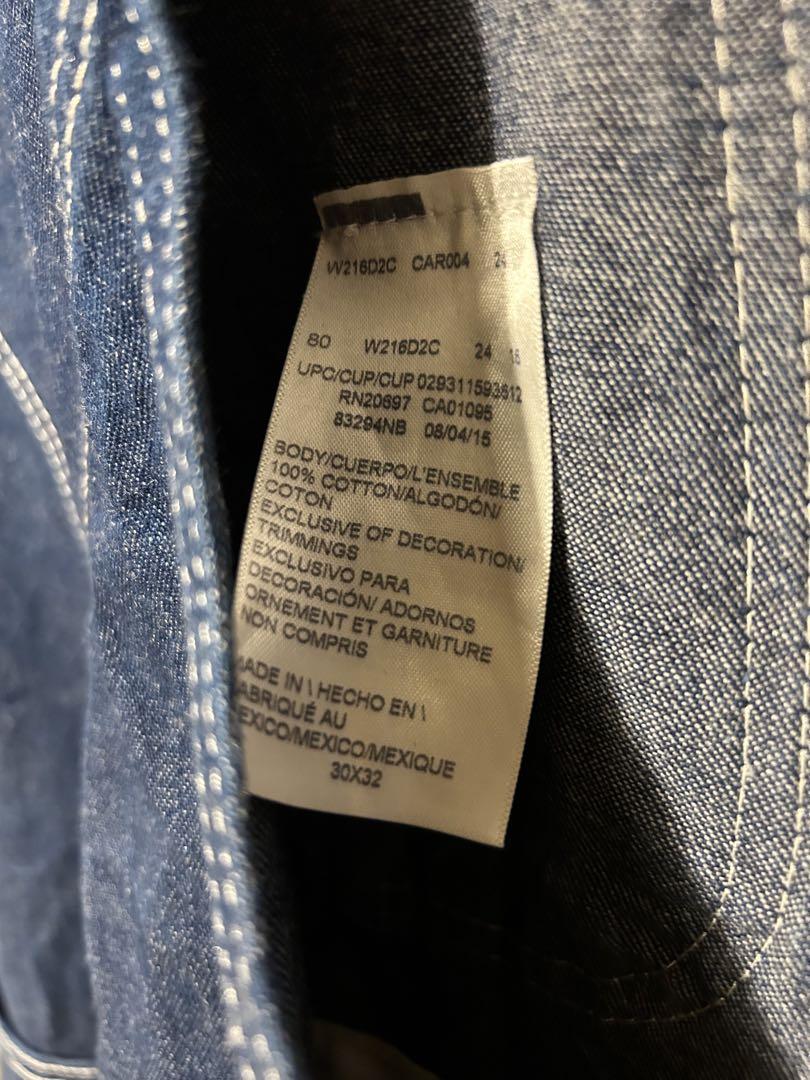 W216D2C CAR004 24
80 W216D2C 24 15
UPC/CUP/CUP 029311593612
RN20697 CA01095
83294NB 08/04/15
BODY/CUERPO/L'ENSEMBLE
100% COTTON/ALGODÓN/
COTON
EXCLUSIVE OF DECORATION/
TRIMMINGS
EXCLUSIVO PARA
DECORACIÓN/ ADORNOS
ORNEMENT ET GARNITURE
NON COMPRIS
MADE IN \ HECHO EN \
FABRIQUÉ AU
MEXICO/MEXICO/MEXIQUE
30X32